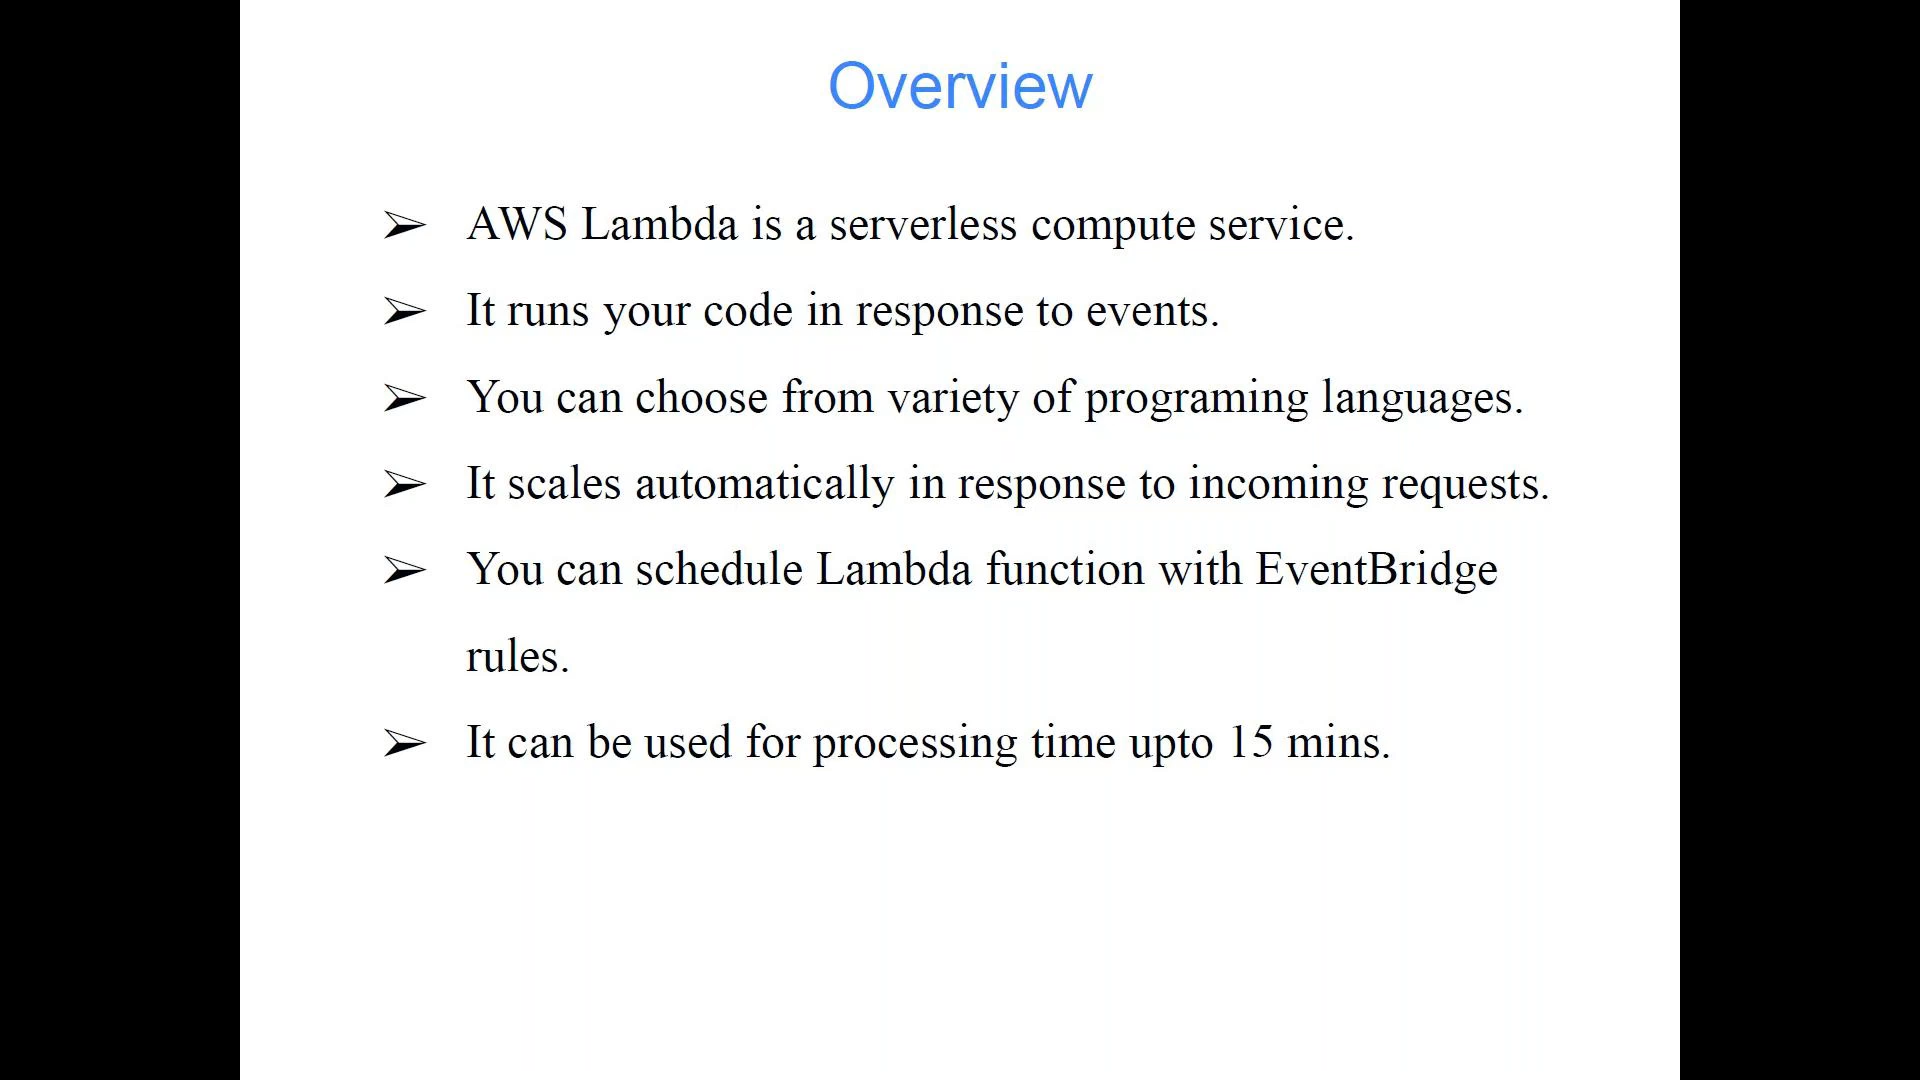 Overview
➢ AWS Lambda is a serverless compute service.
➢ It runs your code in response to events.
➢ You can choose from variety of programing languages.
➢ It scales automatically in response to incoming requests.
➢ You can schedule Lambda function with EventBridge
rules.
➢ It can be used for processing time upto 15 mins.